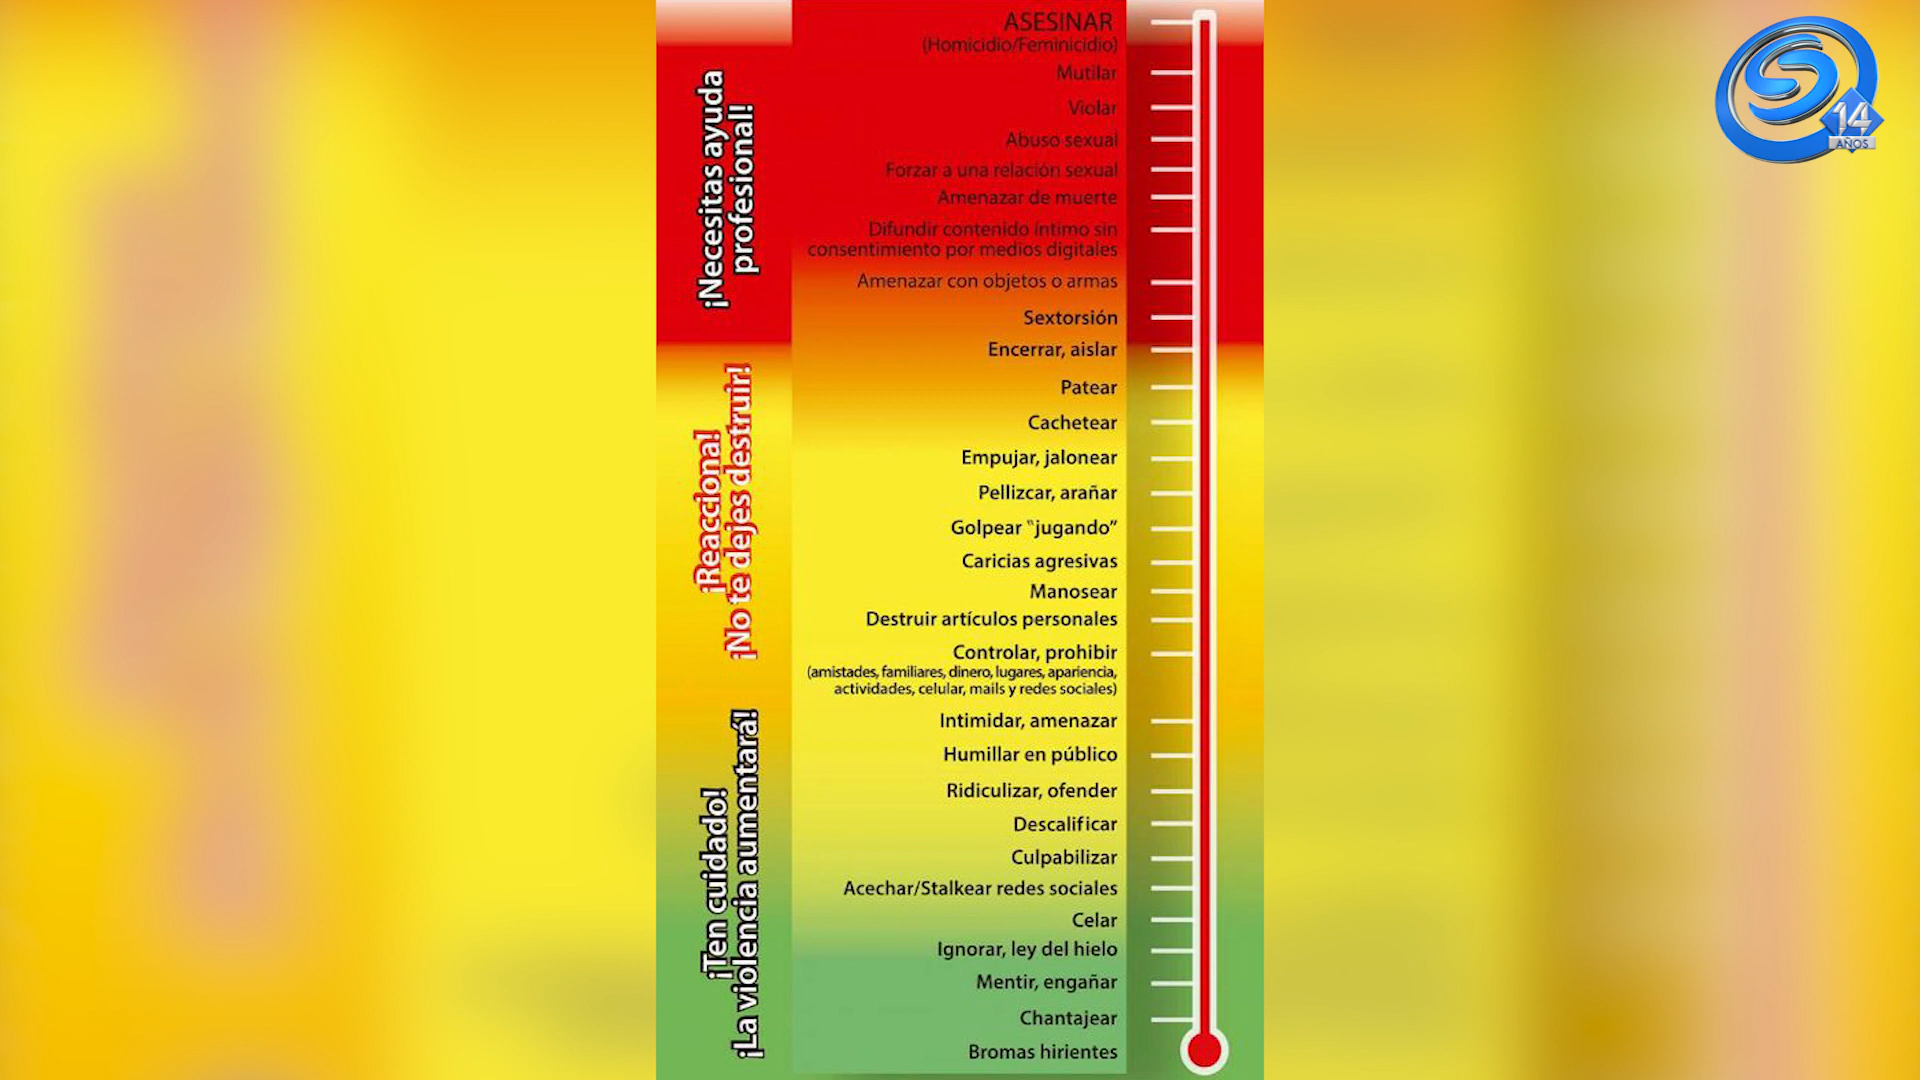 ASESINAR
(Homicidio/Feminicidio)
Mutilar
Violar
Abuso sexual
Forzar a una relación sexual
Amenazar de muerte
Difundir contenido íntimo sin
consentimiento por medios digitales
Amenazar con objetos o armas
Sextorsión
Encerrar, aislar
Patear
Cachetear
Empujar, jalonear
Pellizcar, arañar
Golpear "jugando"
Caricias agresivas
Manosear
Destruir artículos personales
Controlar, prohibir
(amistades, familiares, dinero, lugares, apariencia,
actividades, celular, mails y redes sociales)
Intimidar, amenazar
Humillar en público
Ridiculizar, ofender
Descalificar
Culpabilizar
Acechar/Stalkear redes sociales
Celar
Ignorar, ley del hielo
Mentir, engañar
Chantajear
Bromas hirientes
¡Necesitas ayuda
profesional!
¡Reacciona!
¡No te dejes destruir!
¡Ten cuidado!
¡La violencia aumentará!
S
14
AÑOS